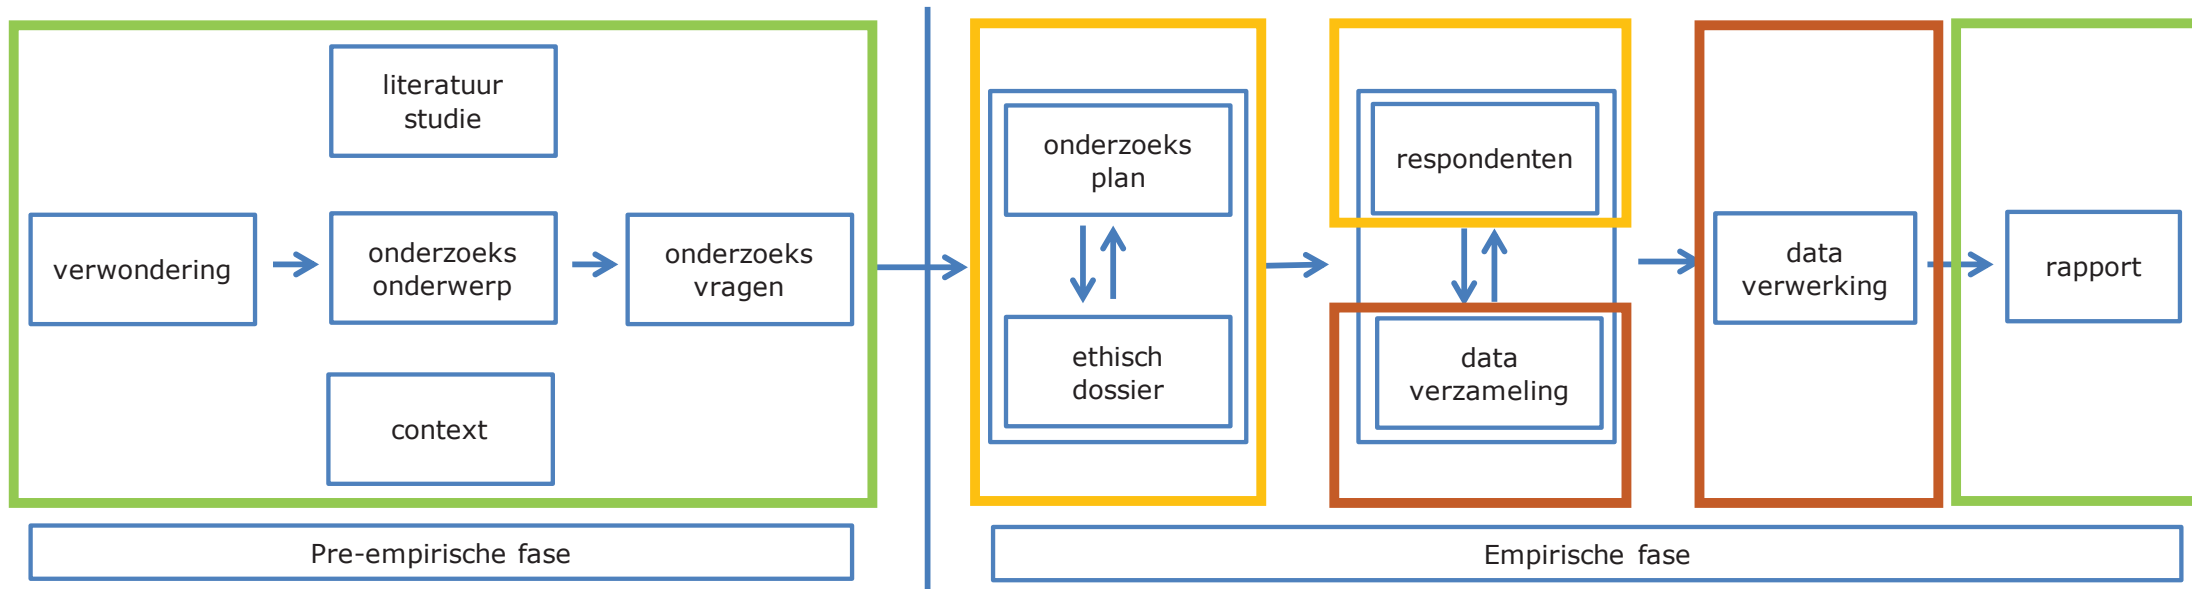 literatuur
studie
verwondering
onderzoeks
onderwerp
onderzoeks
vragen
context
Pre-empirische fase
onderzoeks
plan
ethisch
dossier
respondenten
data
verzameling
data
verwerking
rapport
Empirische fase